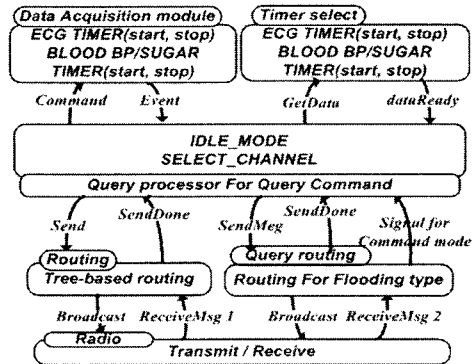 Data Acquisition module
ECG TIMER(start, stop)
BLOOD BP/SUGAR
TIMER(start, stop)
Timer select
ECG TIMER(start, stop)
BLOOD BP/SUGAR
TIMER(start, stop)
Command
Event
GetData
dataReady
IDLE_MODE
SELECT_CHANNEL
Query processor For Query Command
Send
SendDone
SendMeg
SendDone
Signal for
Command mode
Routing
Tree-based routing
Query routing
Routing For Flooding type
Broadcast
ReceiveMsg 1
Broadcast
ReceiveMsg 2
Radio
Transmit / Receive